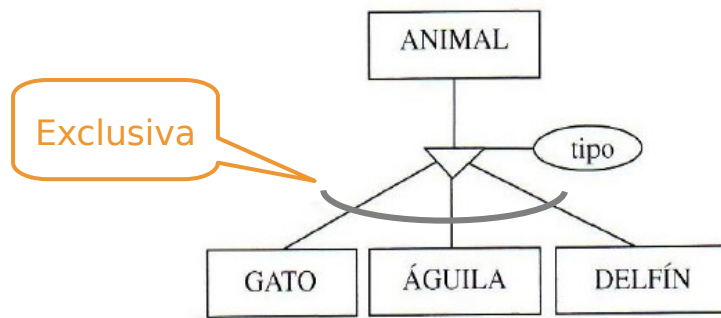 ANIMAL
Exclusiva
tipo
GATO
ÁGUILA
DELFÍN